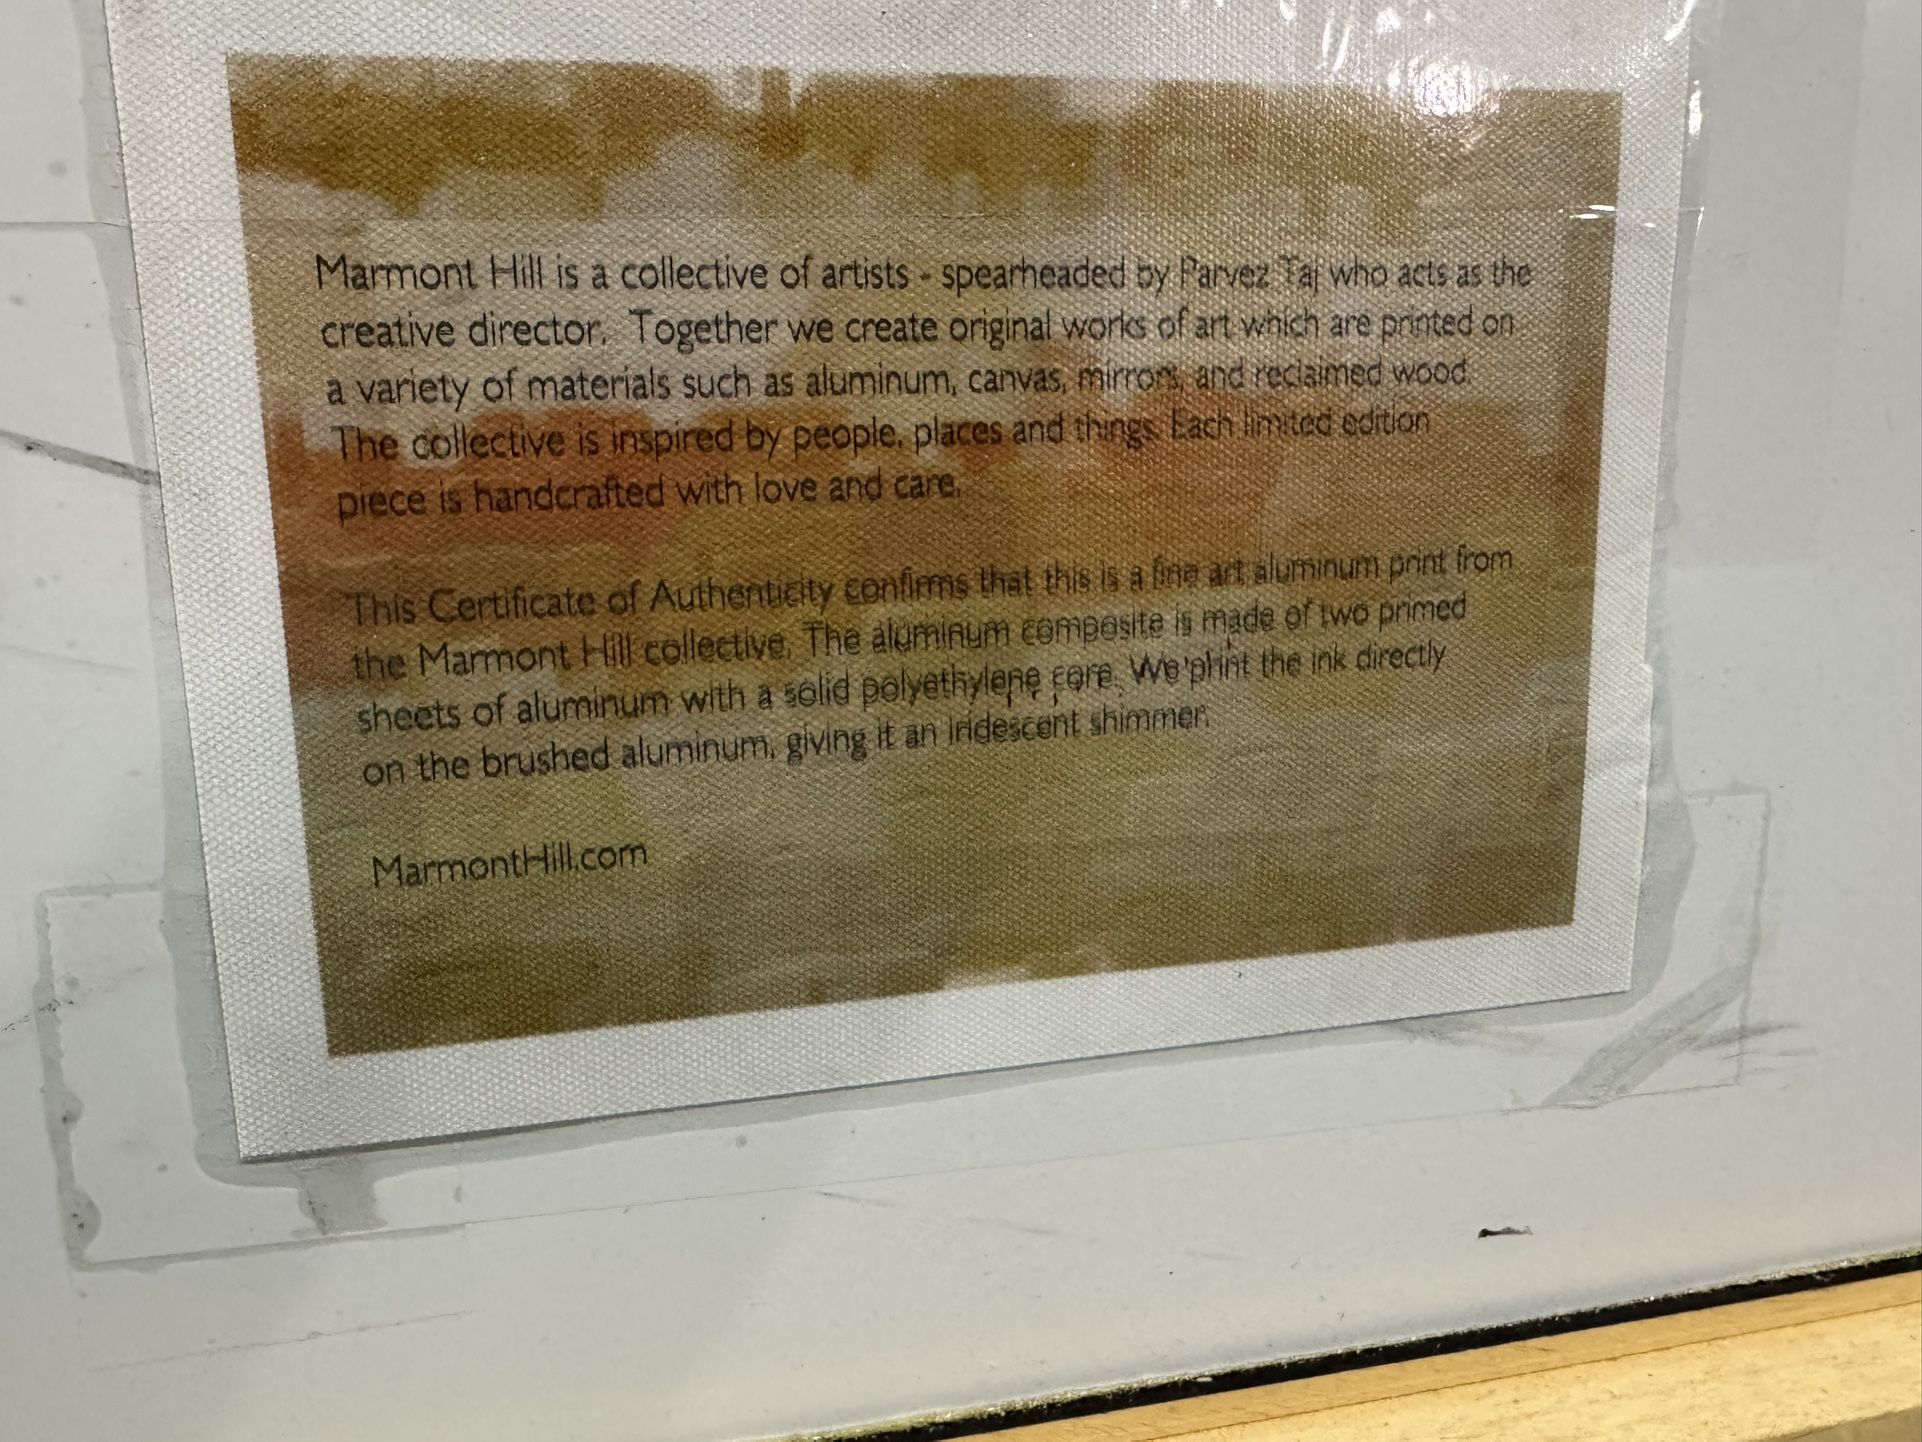 Marmont Hill is a collective of artists - spearheaded by Parvez Taj who acts as the
creative director. Together we create original works of art which are printed on
a variety of materials such as aluminum, canvas, mirrors, and reclaimed wood.
The collective is inspired by people, places and things. Each limited edition
piece is handcrafted with love and care.
This Certificate of Authenticity confirms that this is a fine art aluminum print from
the Marmont Hill collective. The aluminum composite is made of two primed
sheets of aluminum with a solid polyethylene core. We print the ink directly
on the brushed aluminum, giving it an iridescent shimmer.
MarmontHill.com